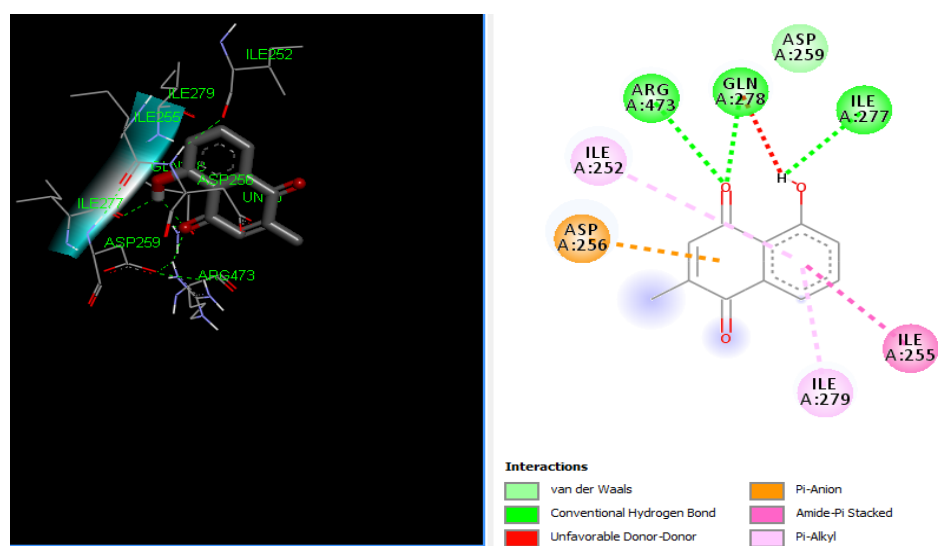 ILE252
ILE279
ILE255
ASP256
ILE277
ASP259
ARG473
ASP
A:259
ARG
A:473
GLN
A:278
ILE
A:277
ILE
A:252
H
O
O
ASP
A:256
O
ILE
A:255
ILE
A:279
Interactions
van der Waals
Conventional Hydrogen Bond
Unfavorable Donor-Donor
Pi-Anion
Amide-Pi Stacked
Pi-Alkyl